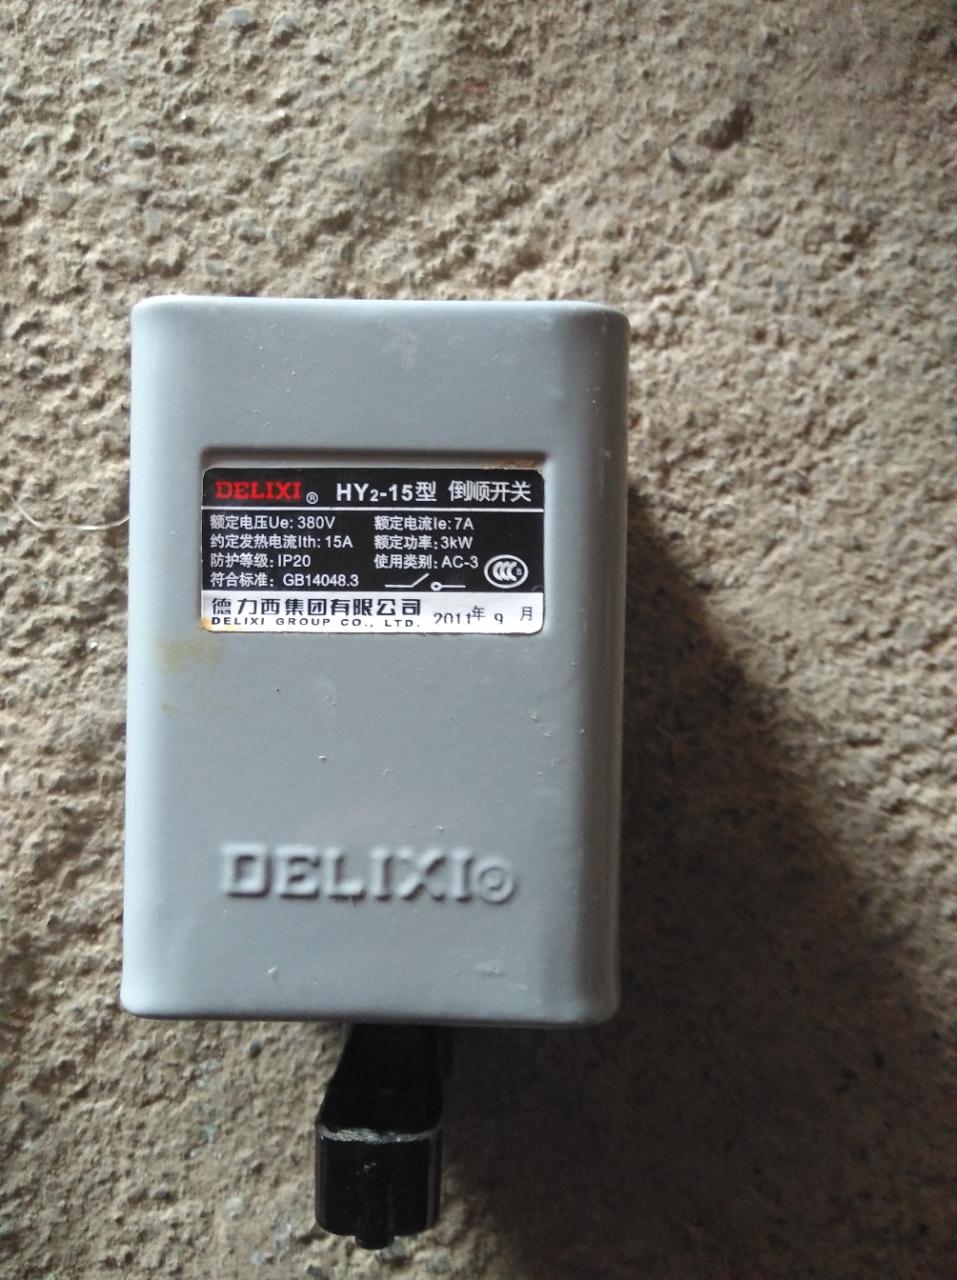 DELIXI® HY2-15型 倒顺开关
额定电压Ue: 380V 额定电流Ie: 7A
约定发热电流Ith: 15A 额定功率: 3kW
防护等级: IP20 使用类别: AC-3
符合标准: GB14048.3
CCC S
德力西集团有限公司
DELIXI GROUP CO., LTD. 2011年 9 月
DELIXI®